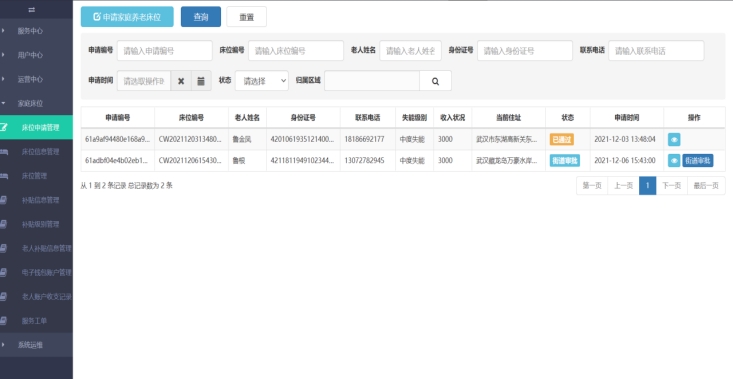 申请家庭养老床位 查询 重置
申请编号 请输入申请编号 床位编号 请输入床位编号 老人姓名 请输入老人姓名 身份证号 请输入身份证号 联系电话 请输入联系电话
申请时间 请选取操作时 状态 请选择 归属区域
服务中心
用户中心
运营中心
家庭床位
床位申请管理
床位信息管理
床位管理
补贴信息管理
补贴级别管理
老人补贴信息管理
电子钱包账户管理
老人账户收支记录
服务工单
系统运维
申请编号 床位编号 老人姓名 身份证号 联系电话 失能级别 收入状况 当前住址 状态 申请时间 操作
61a9af94480e168a9... CW2021120313480... 鲁金凤 4201061935121400... 18186692177 中度失能 3000 武汉市东湖高新关东... 已通过 2021-12-03 13:48:04
61adbf04e4b02eb1... CW2021120615430... 鲁根 4211811949102344... 13072782945 中度失能 3000 武汉藏龙岛万豪水岸... 街道审批 2021-12-06 15:43:00 街道审批
从 1 到 2 条记录 总记录数为 2 条 第一页 上一页 1 下一页 最后一页